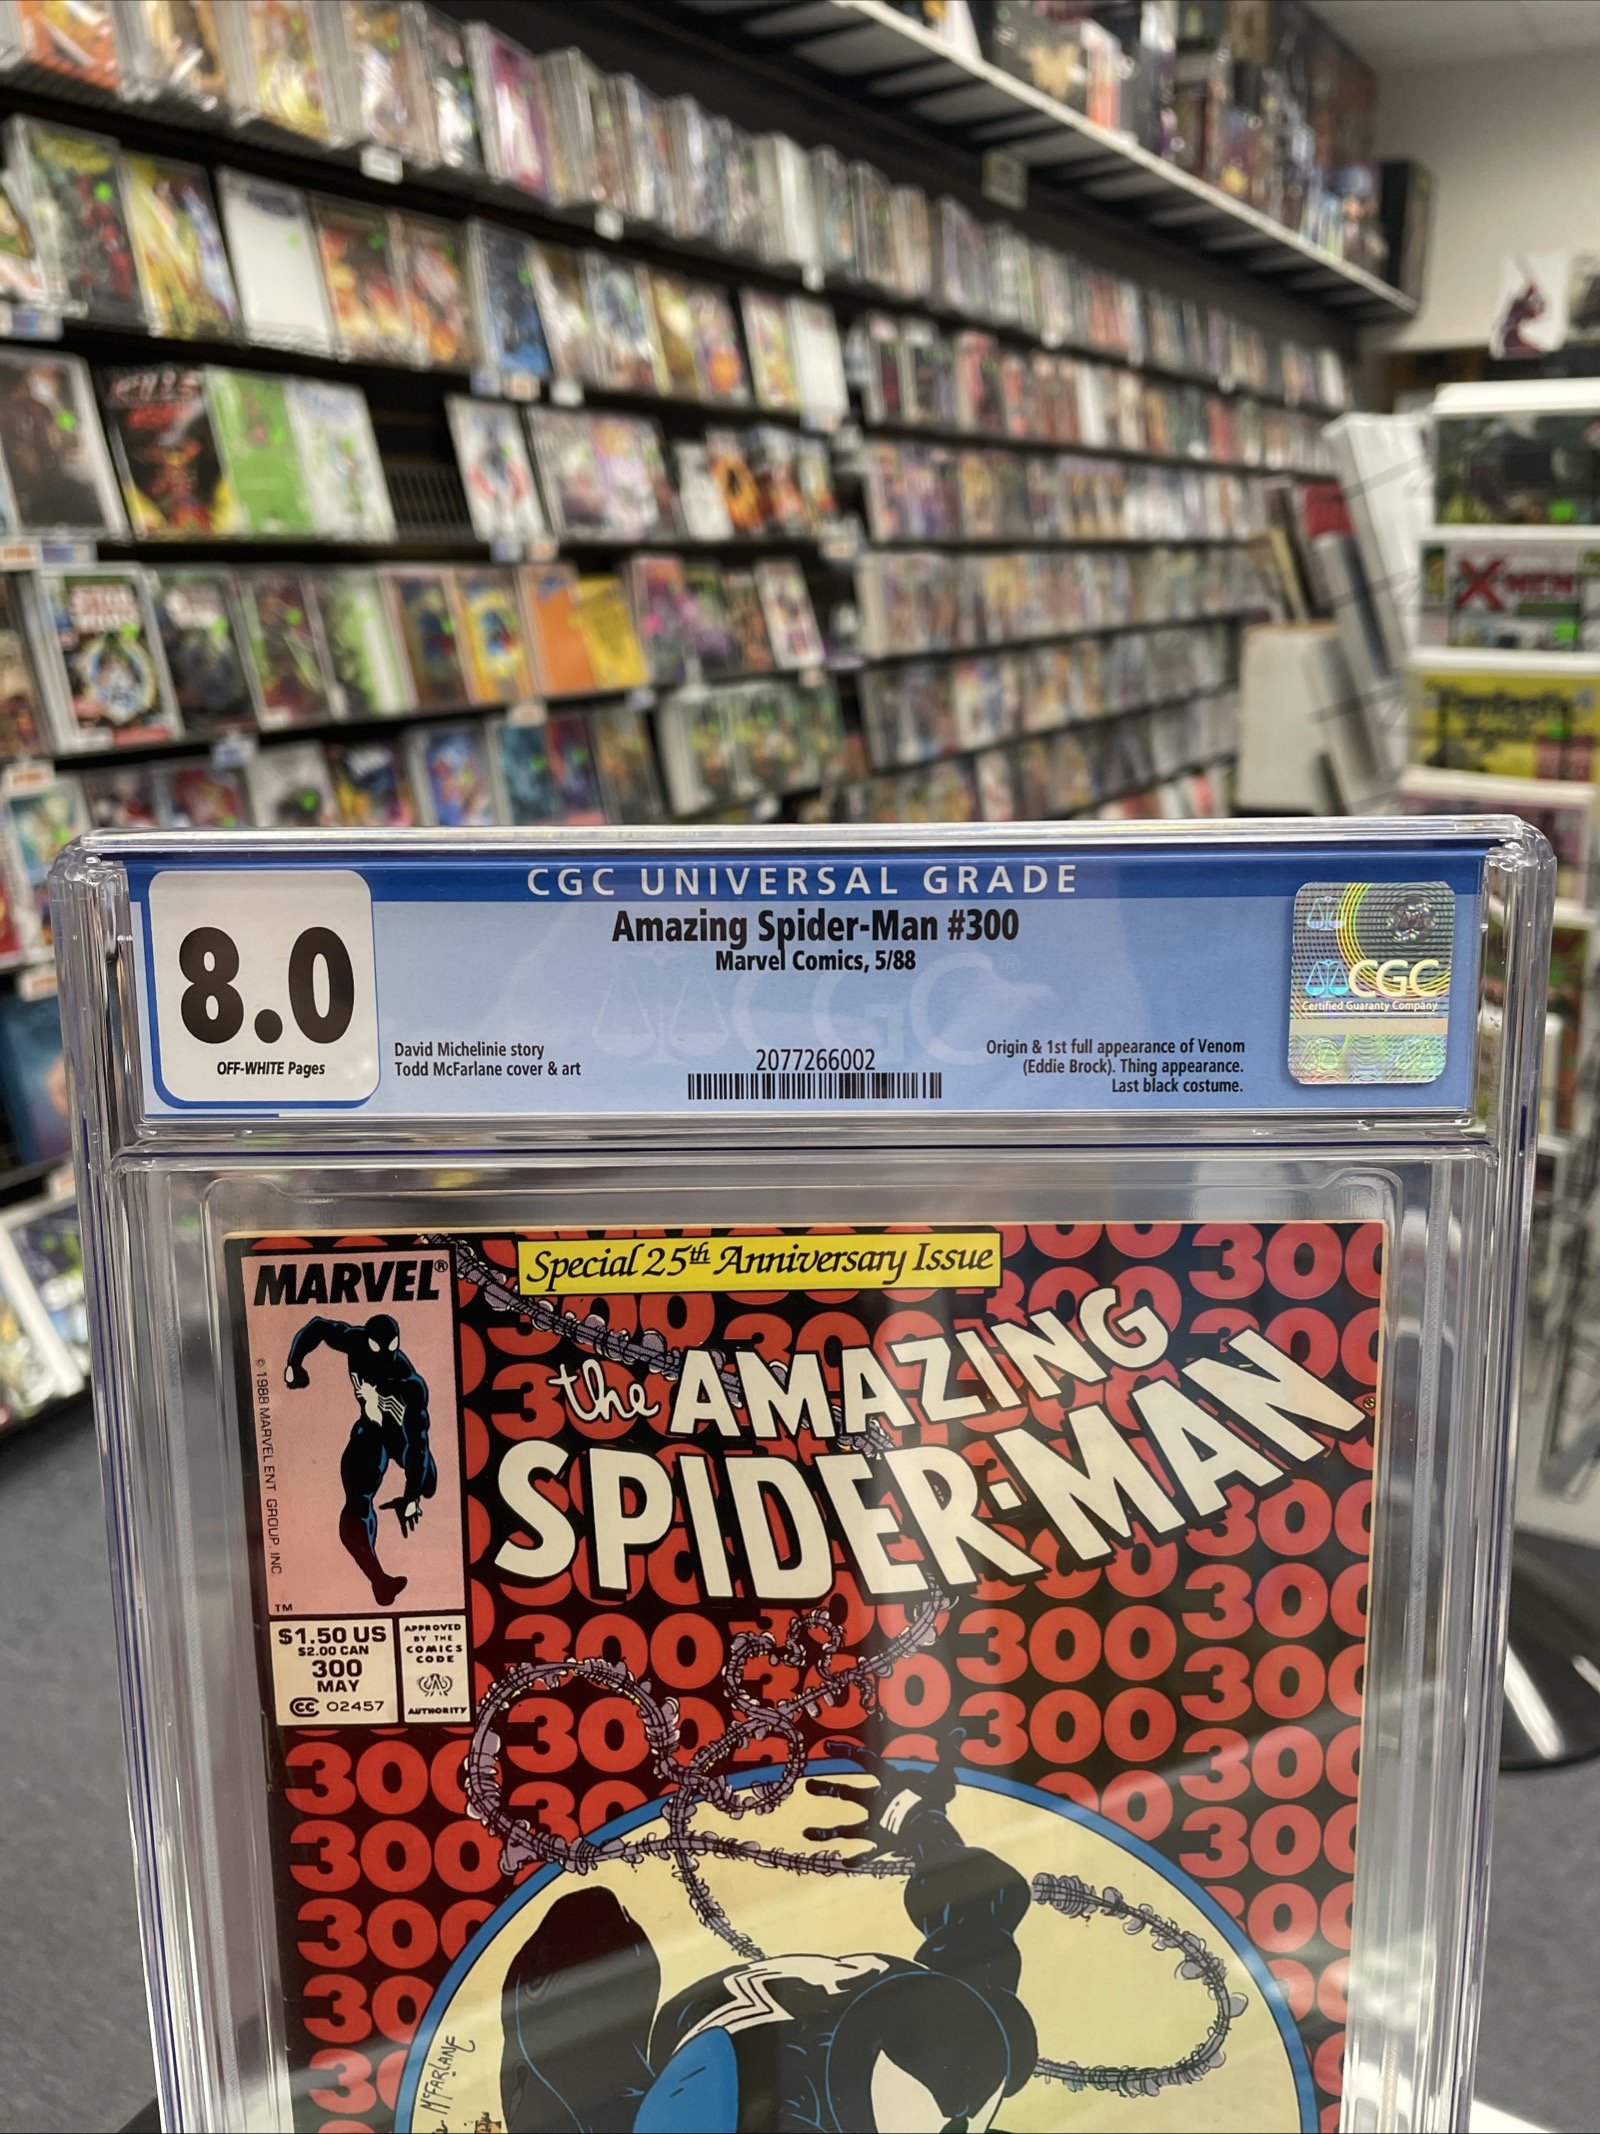 X-MEN
Fantastic
CGC UNIVERSAL GRADE
8.0
OFF-WHITE Pages
Amazing Spider-Man #300
Marvel Comics, 5/88
David Michelinie story
Todd McFarlane cover & art
2077266002
Origin & 1st full appearance of Venom
(Eddie Brock). Thing appearance.
Last black costume.
CGC
Certified Guaranty Company
MARVEL®
© 1988 MARVEL ENT. GROUP, INC.
TM
$1.50 US
$2.00 CAN
300
MAY
CC 02457
APPROVED
BY THE
COMICS
CODE
AUTHORITY
Special 25th Anniversary Issue
the AMAZING
SPIDER-MAN®
300
McFARLANE